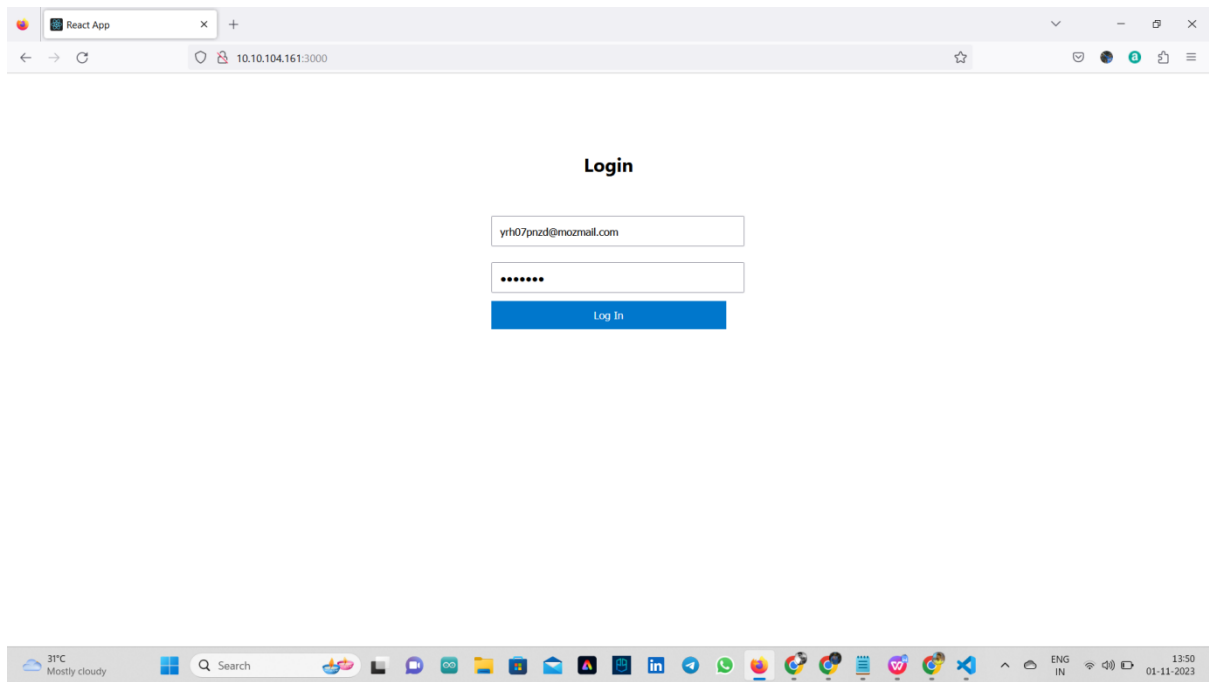 React App
10.10.104.161:3000
Login
yrh07pnzd@mozmail.com
•••••••
Log In
31°C
Mostly cloudy
Search
ENG
IN
13:50
01-11-2023